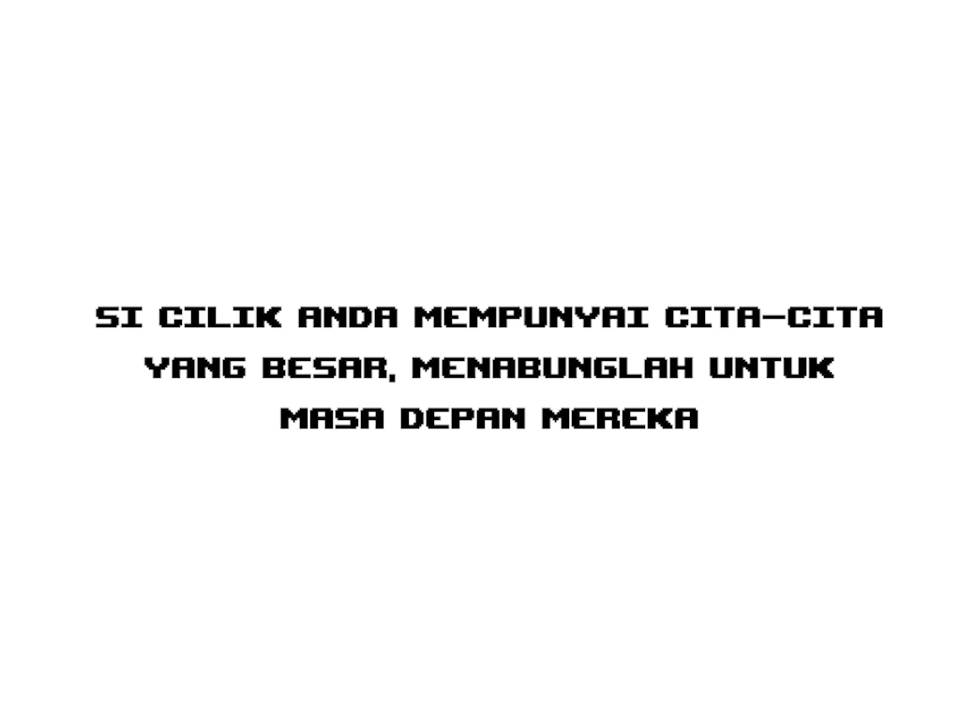 SI CILIK ANDA MEMPUNYAI CITA-CITA
YANG BESAR, MENABUNGLAH UNTUK
MASA DEPAN MEREKA